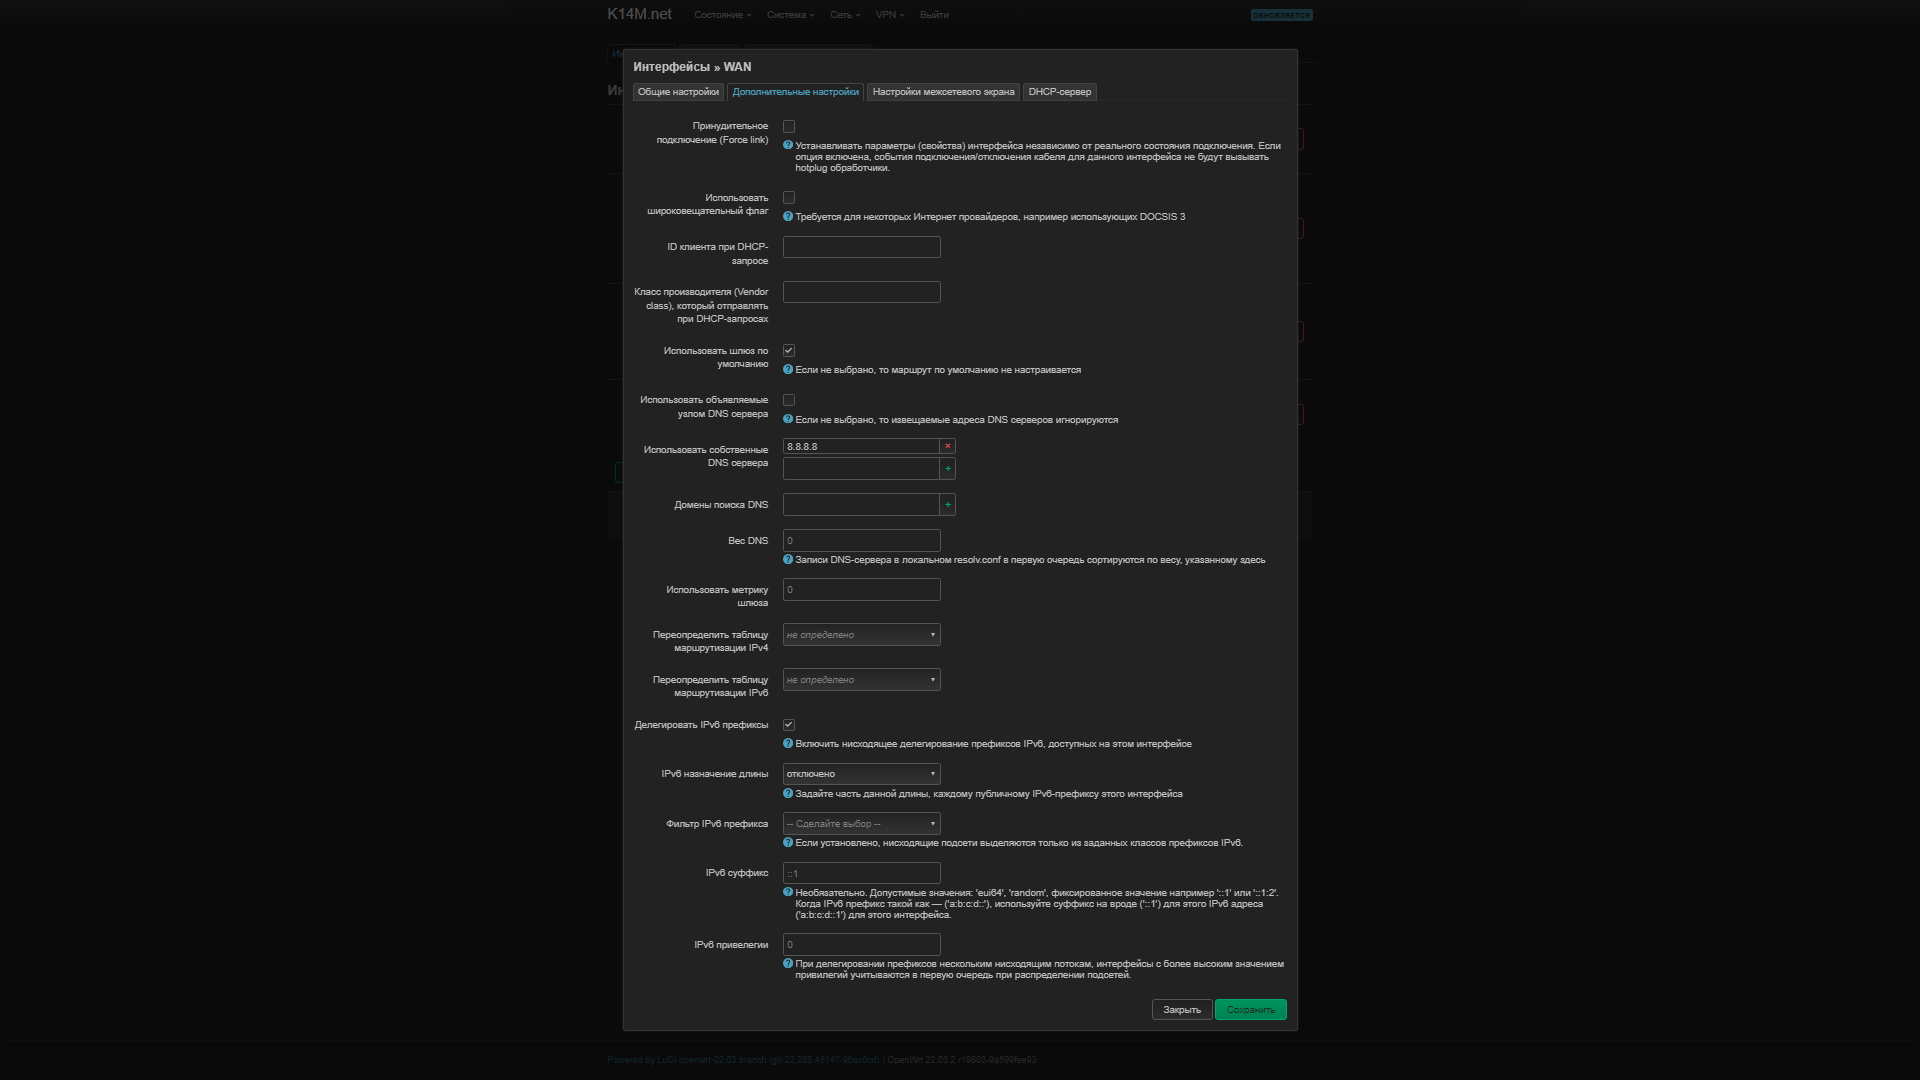 K14M.net Состояние Система Сеть VPN Выйти ОБНОВЛЯЕТСЯ
Интерфейсы » WAN
Общие настройки Дополнительные настройки Настройки межсетевого экрана DHCP-сервер
Принудительное
подключение (Force link)
Устанавливать параметры (свойства) интерфейса независимо от реального состояния подключения. Если
опция включена, события подключения/отключения кабеля для данного интерфейса не будут вызывать
hotplug обработчики.
Использовать
широковещательный флаг
Требуется для некоторых Интернет провайдеров, например использующих DOCSIS 3
ID клиента при DHCP-
запросе
Класс производителя (Vendor
class), который отправлять
при DHCP-запросах
Использовать шлюз по
умолчанию
Если не выбрано, то маршрут по умолчанию не настраивается
Использовать объявляемые
узлом DNS сервера
Если не выбрано, то извещаемые адреса DNS серверов игнорируются
Использовать собственные
DNS сервера
8.8.8.8
Домены поиска DNS
Вес DNS
0
Записи DNS-сервера в локальном resolv.conf в первую очередь сортируются по весу, указанному здесь
Использовать метрику
шлюза
0
Переопределить таблицу
маршрутизации IPv4
не определено
Переопределить таблицу
маршрутизации IPv6
не определено
Делегировать IPv6 префиксы
Включить нисходящее делегирование префиксов IPv6, доступных на этом интерфейсе
IPv6 назначение длины
отключено
Задайте часть данной длины, каждому публичному IPv6-префиксу этого интерфейса
Фильтр IPv6 префикса
-- Сделайте выбор --
Если установлено, нисходящие подсети выделяются только из заданных классов префиксов IPv6.
IPv6 суффикс
::1
Необязательно. Допустимые значения: 'eui64', 'random', фиксированное значение например '::1' или '::1:2'.
Когда IPv6 префикс такой как — ('a:b:c:d::'), используйте суффикс на вроде ('::1') для этого IPv6 адреса
('a:b:c:d::1') для этого интерфейса.
IPv6 привелегии
0
При делегировании префиксов нескольким нисходящим потокам, интерфейсы с более высоким значением
привилегий учитываются в первую очередь при распределении подсетей.
Закрыть Сохранить
Powered by LuCI openwrt-22.03 branch / OpenWrt 22.03.2